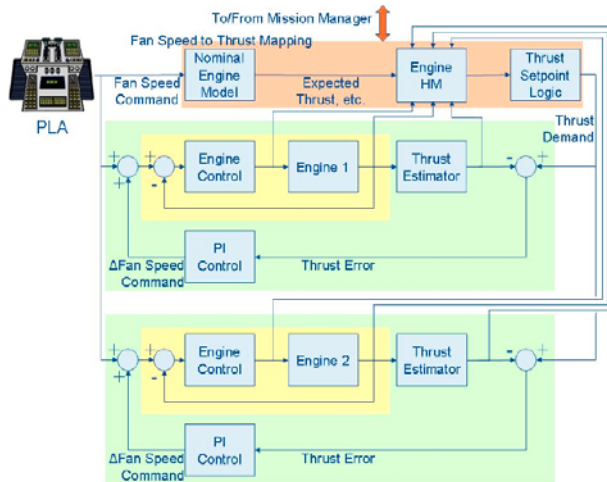 To/From Mission Manager
Fan Speed to Thrust Mapping
Nominal
Engine
Model
Engine
HM
Thrust
Setpoint
Logic
Fan Speed
Command
Expected
Thrust, etc.
PLA
Thrust
Demand
+
+
+
-
Engine
Control
Engine 1
Thrust
Estimator
-
+
PI
Control
ΔFan Speed
Command
Thrust Error
+
+
+
-
Engine
Control
Engine 2
Thrust
Estimator
-
+
PI
Control
ΔFan Speed
Command
Thrust Error